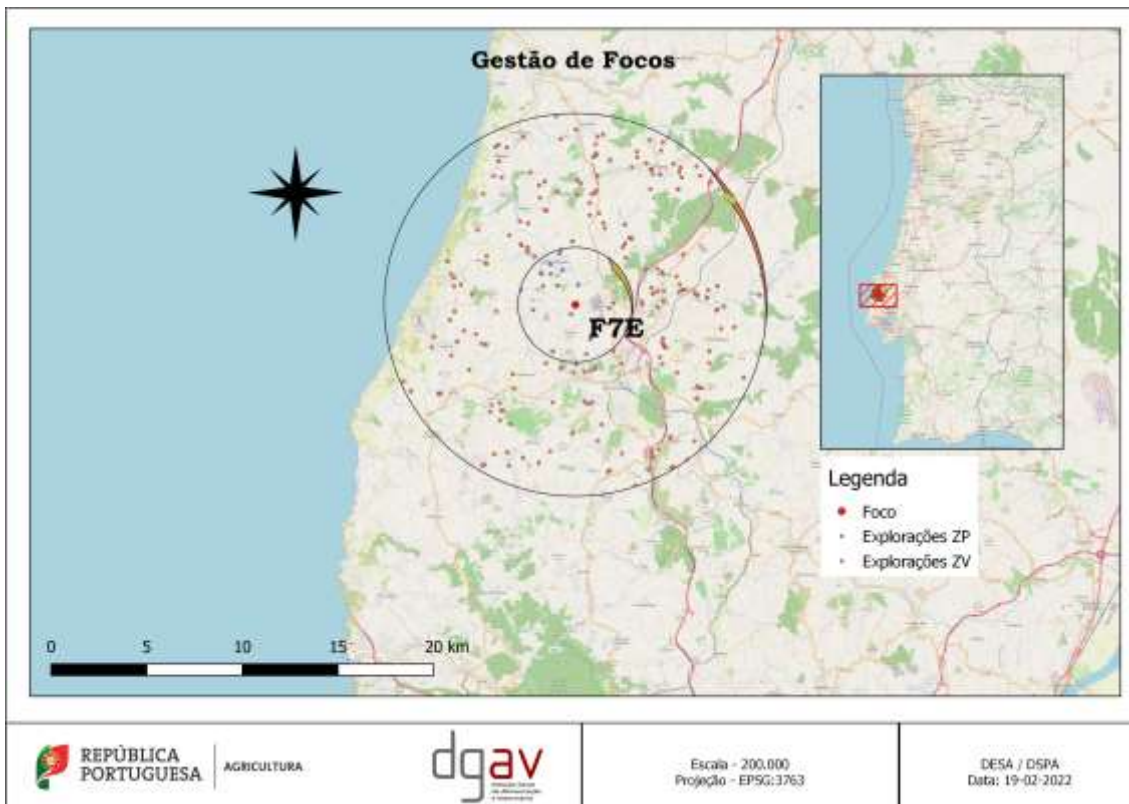 Gestão de Focos
F7E
Legenda
Foco
Explorações ZP
Explorações ZV
0 5 10 15 20 km
REPÚBLICA
PORTUGUESA
AGRICULTURA
dgav
Escala - 200.000
Projeção - EPSG:3763
DESA / DSPA
Data: 19-02-2022